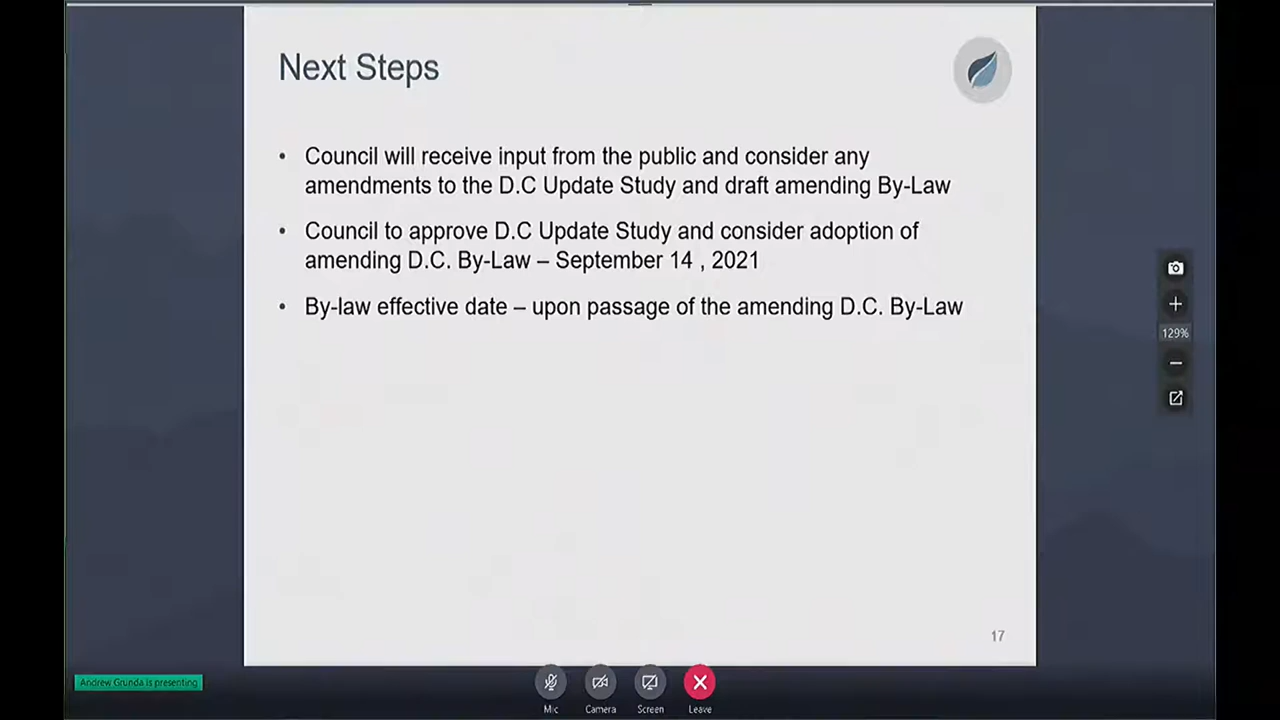 Next Steps
• Council will receive input from the public and consider any
amendments to the D.C Update Study and draft amending By-Law
• Council to approve D.C Update Study and consider adoption of
amending D.C. By-Law – September 14 , 2021
• By-law effective date – upon passage of the amending D.C. By-Law
129%
17
Andrew Grunda is presenting
Mic
Camera
Screen
Leave